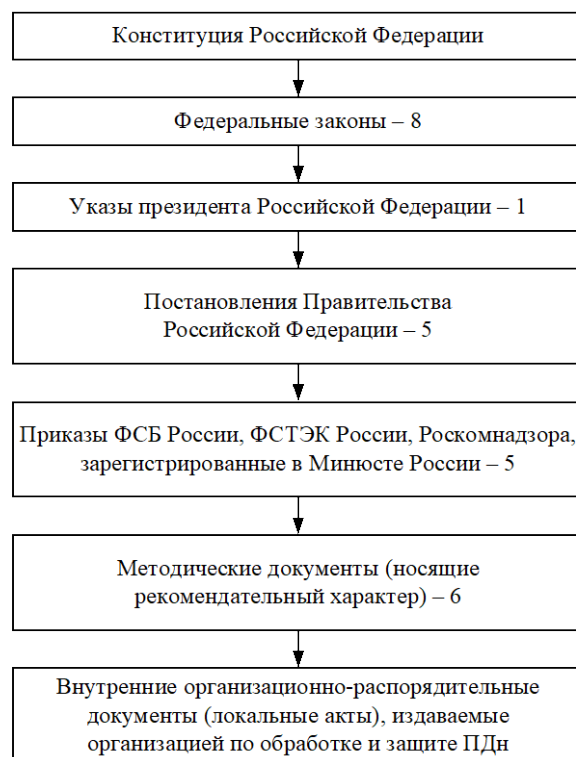 Конституция Российской Федерации
Федеральные законы – 8
Указы президента Российской Федерации – 1
Постановления Правительства
Российской Федерации – 5
Приказы ФСБ России, ФСТЭК России, Роскомнадзора,
зарегистрированные в Минюсте России – 5
Методические документы (носящие
рекомендательный характер) – 6
Внутренние организационно-распорядительные
документы (локальные акты), издаваемые
организацией по обработке и защите ПДн